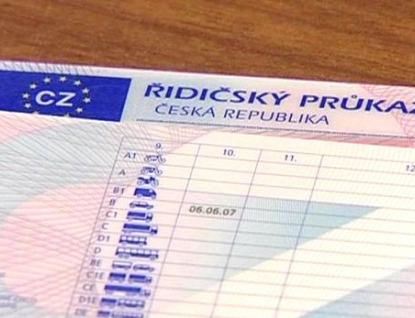 CZ
ŘIDIČSKÝ PRŮKAZ
ČESKÁ REPUBLIKA
9. 10. 11. 12
A1
A
B1
B 06.06.07
C1
C
D1
D
BE
C1E
CE
D1E
DE